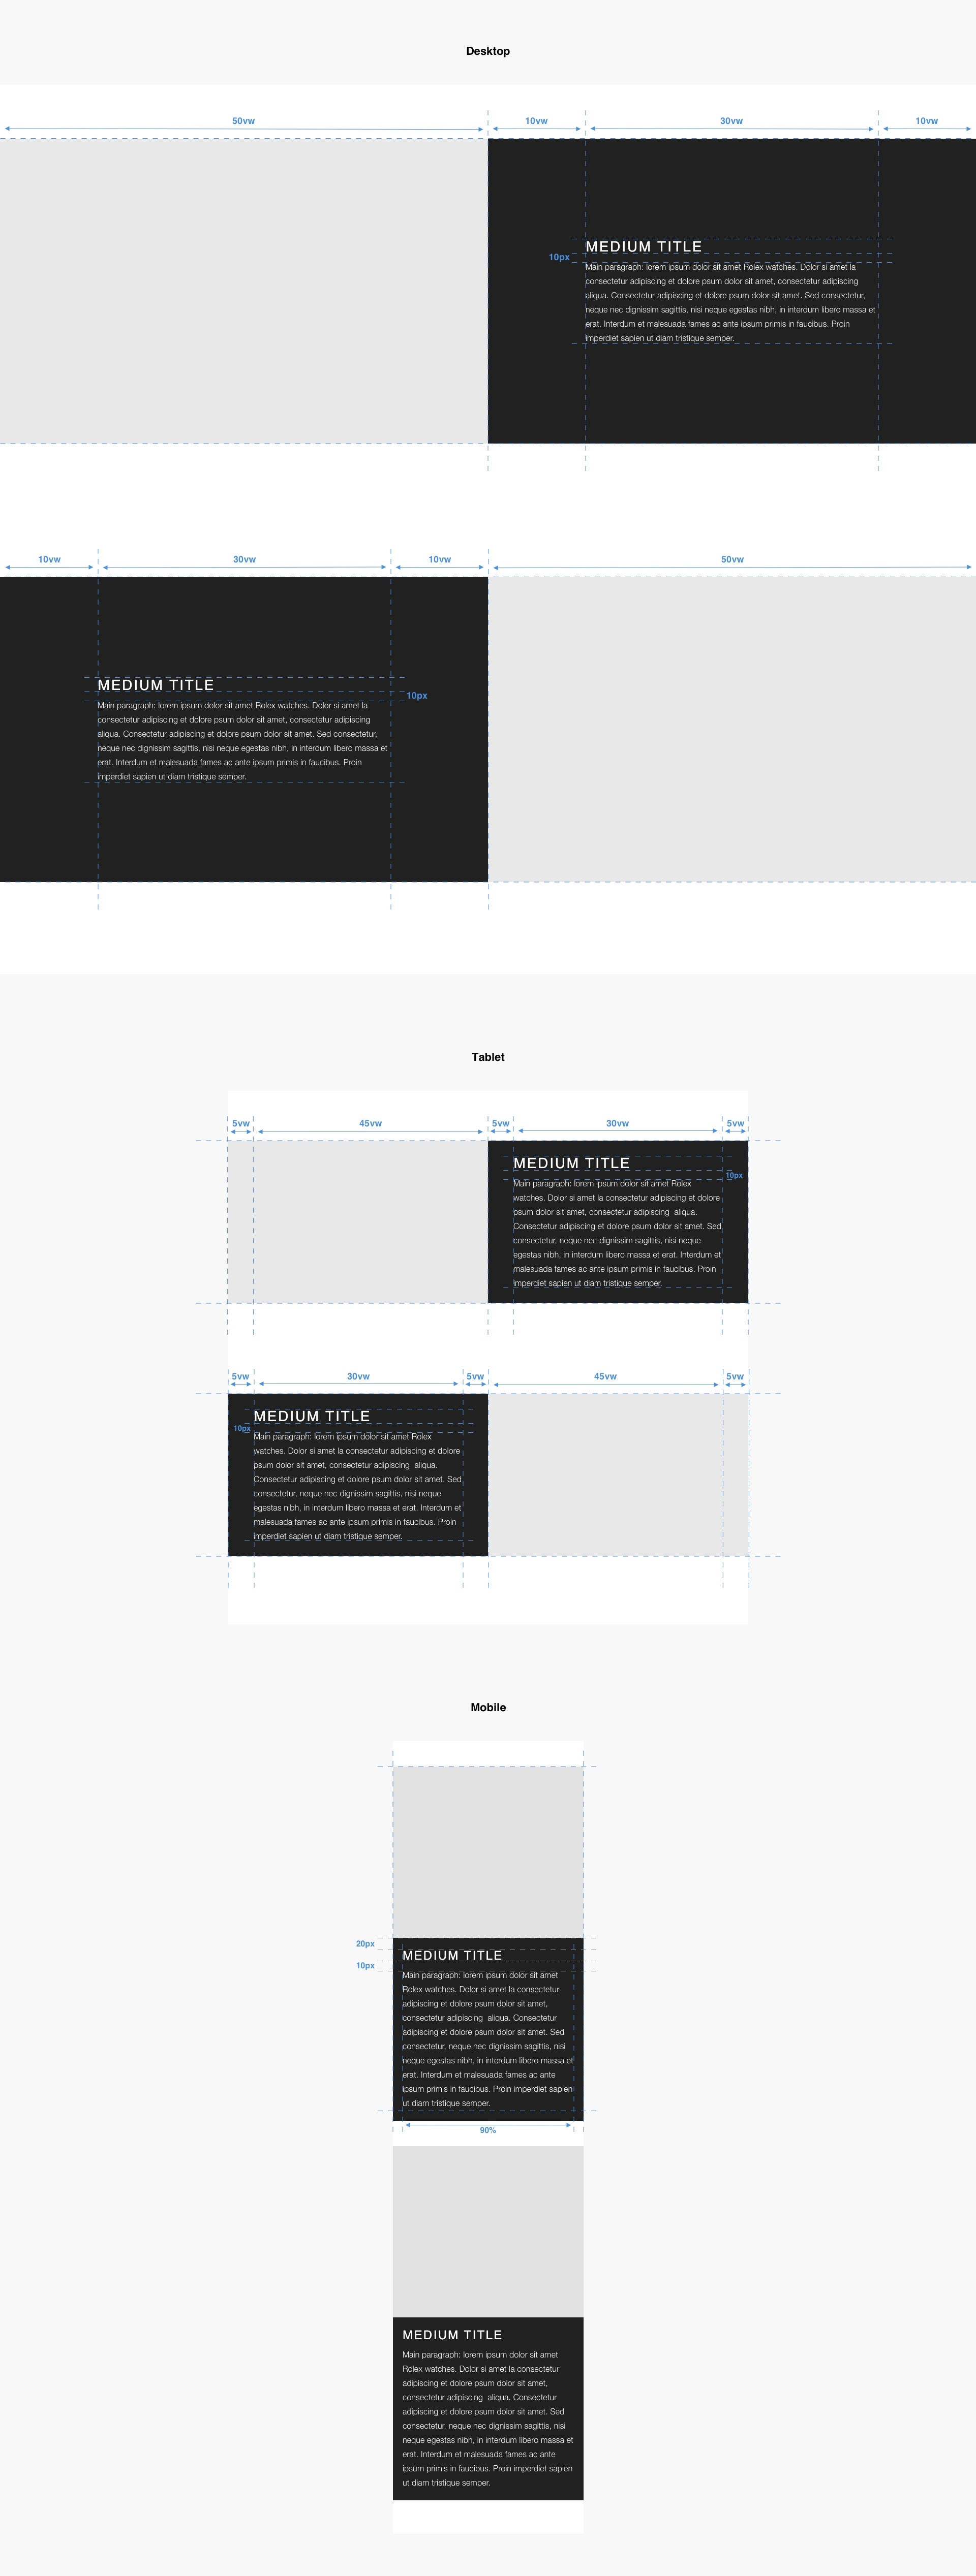 Desktop
50vw 10vw 30vw 10vw
MEDIUM TITLE
10px
Main paragraph: lorem ipsum dolor sit amet Rolex watches. Dolor si amet la
consectetur adipiscing et dolore psum dolor sit amet, consectetur adipiscing
aliqua. Consectetur adipiscing et dolore psum dolor sit amet. Sed consectetur,
neque nec dignissim sagittis, nisi neque egestas nibh, in interdum libero massa et
erat. Interdum et malesuada fames ac ante ipsum primis in faucibus. Proin
imperdiet sapien ut diam tristique semper.
10vw 30vw 10vw 50vw
MEDIUM TITLE
10px
Main paragraph: lorem ipsum dolor sit amet Rolex watches. Dolor si amet la
consectetur adipiscing et dolore psum dolor sit amet, consectetur adipiscing
aliqua. Consectetur adipiscing et dolore psum dolor sit amet. Sed consectetur,
neque nec dignissim sagittis, nisi neque egestas nibh, in interdum libero massa et
erat. Interdum et malesuada fames ac ante ipsum primis in faucibus. Proin
imperdiet sapien ut diam tristique semper.
Tablet
5vw 45vw 5vw 30vw 5vw
MEDIUM TITLE
10px
Main paragraph: lorem ipsum dolor sit amet Rolex
watches. Dolor si amet la consectetur adipiscing et dolore
psum dolor sit amet, consectetur adipiscing aliqua.
Consectetur adipiscing et dolore psum dolor sit amet. Sed
consectetur, neque nec dignissim sagittis, nisi neque
egestas nibh, in interdum libero massa et erat. Interdum et
malesuada fames ac ante ipsum primis in faucibus. Proin
imperdiet sapien ut diam tristique semper.
5vw 30vw 5vw 45vw 5vw
MEDIUM TITLE
10px
Main paragraph: lorem ipsum dolor sit amet Rolex
watches. Dolor si amet la consectetur adipiscing et dolore
psum dolor sit amet, consectetur adipiscing aliqua.
Consectetur adipiscing et dolore psum dolor sit amet. Sed
consectetur, neque nec dignissim sagittis, nisi neque
egestas nibh, in interdum libero massa et erat. Interdum et
malesuada fames ac ante ipsum primis in faucibus. Proin
imperdiet sapien ut diam tristique semper.
Mobile
20px
MEDIUM TITLE
10px
Main paragraph: lorem ipsum dolor sit amet
Rolex watches. Dolor si amet la consectetur
adipiscing et dolore psum dolor sit amet,
consectetur adipiscing aliqua. Consectetur
adipiscing et dolore psum dolor sit amet. Sed
consectetur, neque nec dignissim sagittis, nisi
neque egestas nibh, in interdum libero massa et
erat. Interdum et malesuada fames ac ante
ipsum primis in faucibus. Proin imperdiet sapien
ut diam tristique semper.
90%
MEDIUM TITLE
Main paragraph: lorem ipsum dolor sit amet
Rolex watches. Dolor si amet la consectetur
adipiscing et dolore psum dolor sit amet,
consectetur adipiscing aliqua. Consectetur
adipiscing et dolore psum dolor sit amet. Sed
consectetur, neque nec dignissim sagittis, nisi
neque egestas nibh, in interdum libero massa et
erat. Interdum et malesuada fames ac ante
ipsum primis in faucibus. Proin imperdiet sapien
ut diam tristique semper.